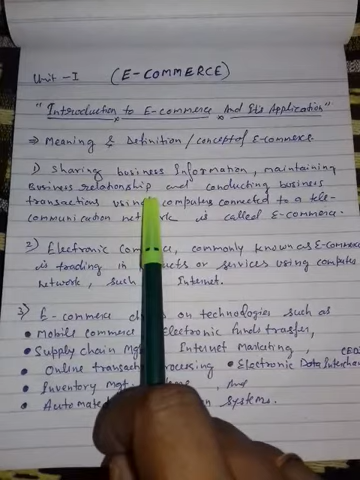 Unit-I (E-COMMERCE)
"Introduction to E-commerce And Its Application"
⇒ Meaning & Definition/concept of E-commerce
1) Sharing business Information, maintaining
Business relationship and conducting business
transactions using computers connected to a tele-
communication network is called E-commerce.
2) Electronic commonly known as E-commerce
is trading in or services using computer
network, such Internet.
3) E-commerce on technologies such as
• Mobile commerce Electronic funds transfer,
• Supply chain Mgt Internet Marketing,
• Online transaction processing • Electronic Data Interchan
• Inventory Mgt. And
• Automated systems.